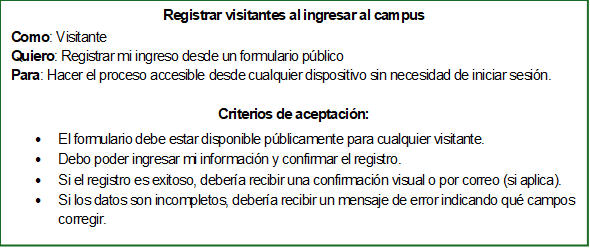 Registrar visitantes al ingresar al campus
Como: Visitante
Quiero: Registrar mi ingreso desde un formulario público
Para: Hacer el proceso accesible desde cualquier dispositivo sin necesidad de iniciar sesión.
Criterios de aceptación:
• El formulario debe estar disponible públicamente para cualquier visitante.
• Debo poder ingresar mi información y confirmar el registro.
• Si el registro es exitoso, debería recibir una confirmación visual o por correo (si aplica).
• Si los datos son incompletos, debería recibir un mensaje de error indicando qué campos
corregir.